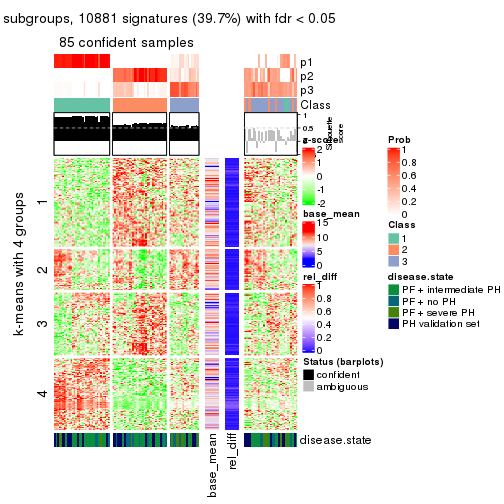 subgroups, 10881 signatures (39.7%) with fdr < 0.05
85 confident samples
p1
p2
p3
Class
1
0.5
0
Silhouette
score
z-score
2
1
0
-1
-2
base_mean
15
10
5
0
rel_diff
1
0.8
0.6
0.4
0.2
0
Status (barplots)
confident
ambiguous
Prob
1
0.8
0.6
0.4
0.2
0
Class
1
2
3
disease.state
PF+ intermediate PH
PF+ no PH
PF+ severe PH
PH validation set
k-means with 4 groups
1
2
3
4
disease.state
base_mean
rel_diff